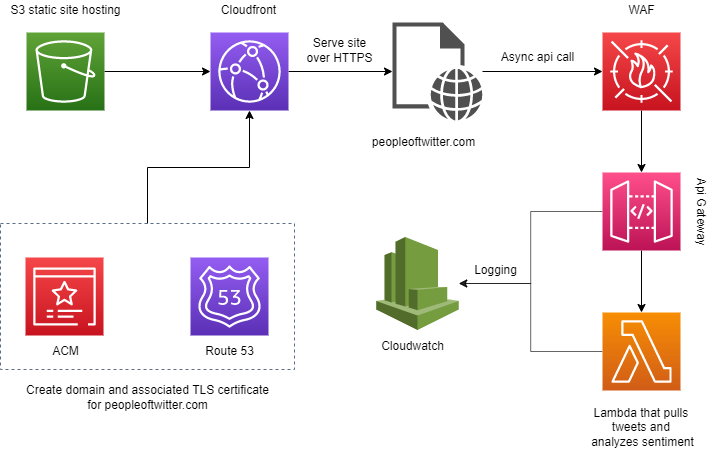 S3 static site hosting
Cloudfront
WAF
Serve site
over HTTPS
Async api call
peopleoftwitter.com
</>
Api Gateway
Logging
53
ACM
Route 53
Cloudwatch
Create domain and associated TLS certificate
for peopleoftwitter.com
Lambda that pulls
tweets and
analyzes sentiment